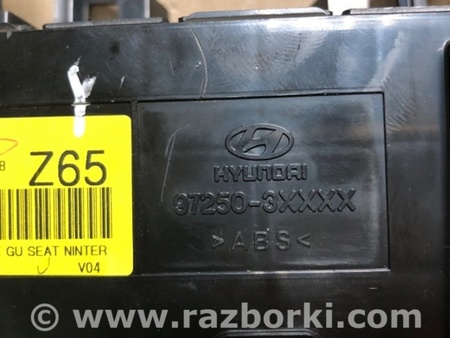 B
Z65
GU SEAT NINTER
V04
HYUNDAI
97250-3XXXX
>ABS<
© www.razborki.com